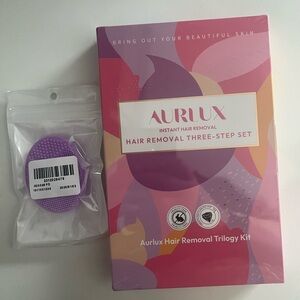 BRING OUT YOUR BEAUTIFUL SKIN
AURLUX
INSTANT HAIR REMOVAL
HAIR REMOVAL THREE-STEP SET
Aurlux Hair Removal Trilogy Kit